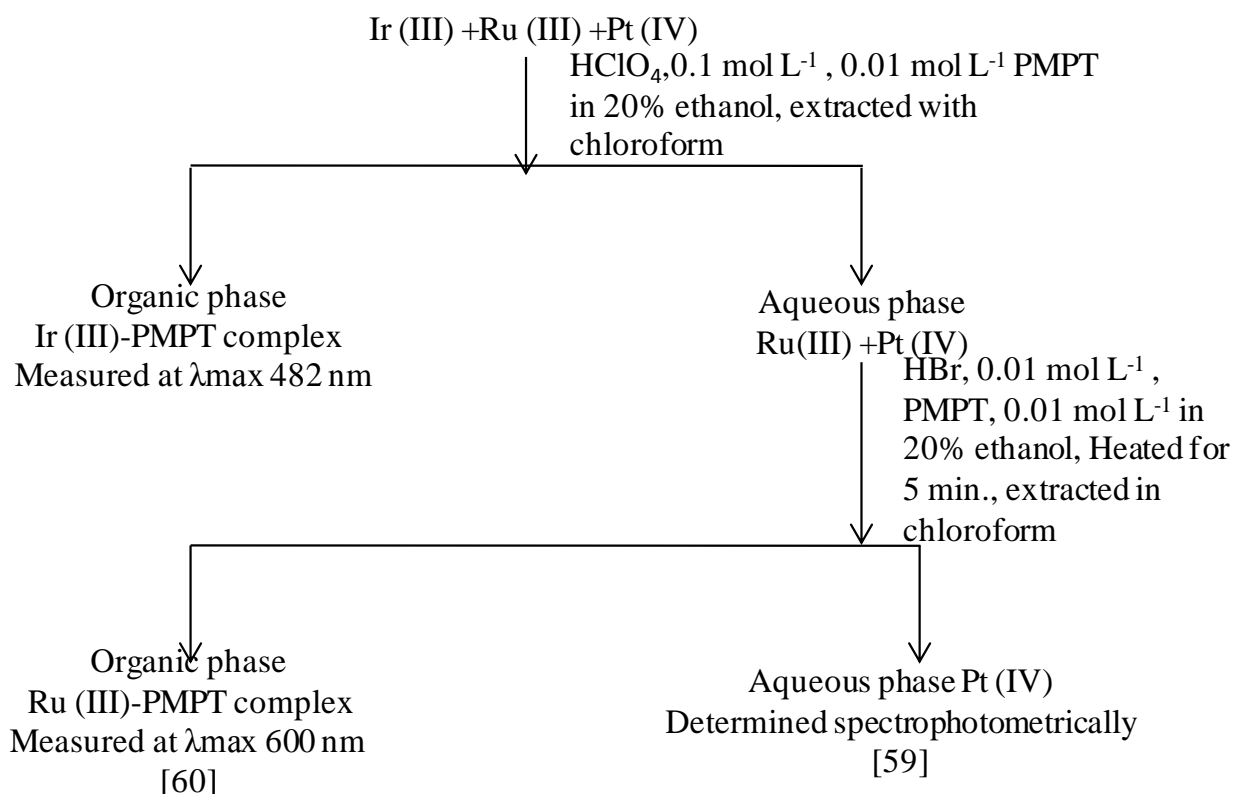 Ir (III) +Ru (III) +Pt (IV)
HClO₄,0.1 mol L⁻¹ , 0.01 mol L⁻¹ PMPT
in 20% ethanol, extracted with
chloroform
Organic phase
Ir (III)-PMPT complex
Measured at λmax 482 nm
Aqueous phase
Ru(III) +Pt (IV)
HBr, 0.01 mol L⁻¹ ,
PMPT, 0.01 mol L⁻¹ in
20% ethanol, Heated for
5 min., extracted in
chloroform
Organic phase
Ru (III)-PMPT complex
Measured at λmax 600 nm
[60]
Aqueous phase Pt (IV)
Determined spectrophotometrically
[59]